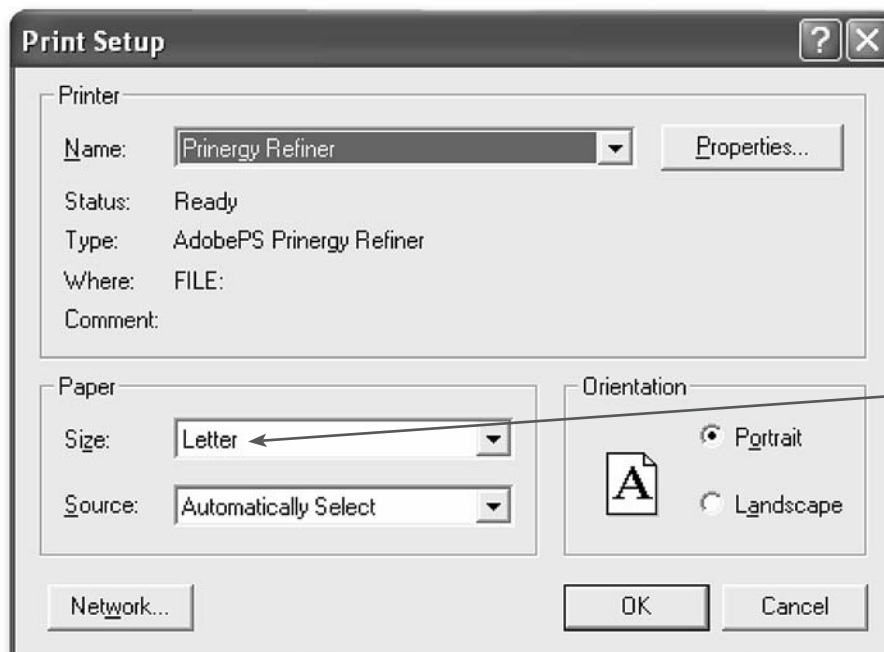 Print Setup
Printer
Name: Prinergy Refiner Properties...
Status: Ready
Type: AdobePS Prinergy Refiner
Where: FILE:
Comment:
Paper
Size: Letter
Source: Automatically Select
Orientation
A
Portrait
Landscape
Network...
OK Cancel